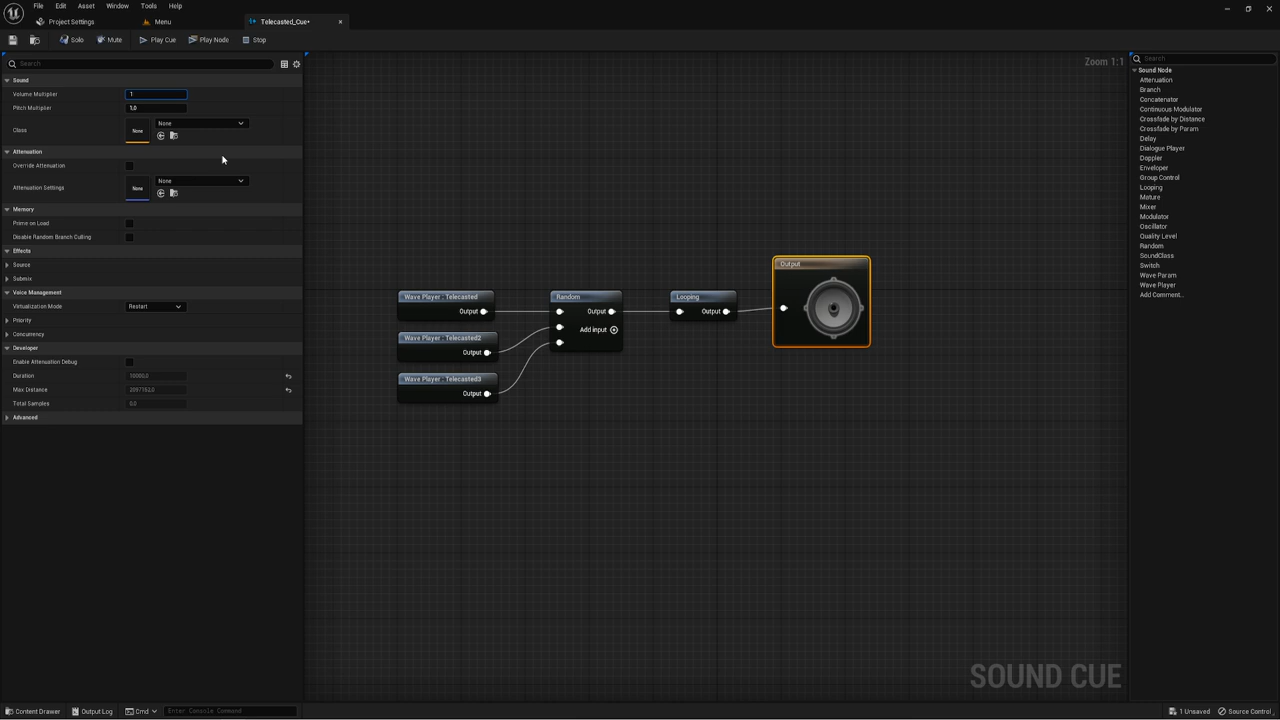 File Edit Asset Window Tools Help
Project Settings Menu Telecasted_Cue*
Solo Mute Play Cue Play Node Stop
Search
Sound
Volume Multiplier 1
Pitch Multiplier 1.0
Class None None
Attenuation
Override Attenuation
Attenuation Settings None None
Memory
Prime on Load
Disable Random Branch Culling
Effects
Source
Submix
Voice Management
Virtualization Mode Restart
Priority
Concurrency
Developer
Enable Attenuation Debug
Duration 10000.0
Max Distance 2097152.0
Total Samples 0.0
Advanced
Zoom 1:1
Wave Player : Telecasted
Output
Wave Player : Telecasted2
Output
Wave Player : Telecasted3
Output
Random
Output
Add input
Looping
Output
Output
SOUND CUE
Search
Sound Node
Attenuation
Branch
Concatenator
Continuous Modulator
Crossfade by Distance
Crossfade by Param
Delay
Dialogue Player
Doppler
Enveloper
Group Control
Looping
Mature
Mixer
Modulator
Oscillator
Quality Level
Random
SoundClass
Switch
Wave Param
Wave Player
Add Comment...
Content Drawer Output Log Cmd Enter Console Command
1 Unsaved Source Control